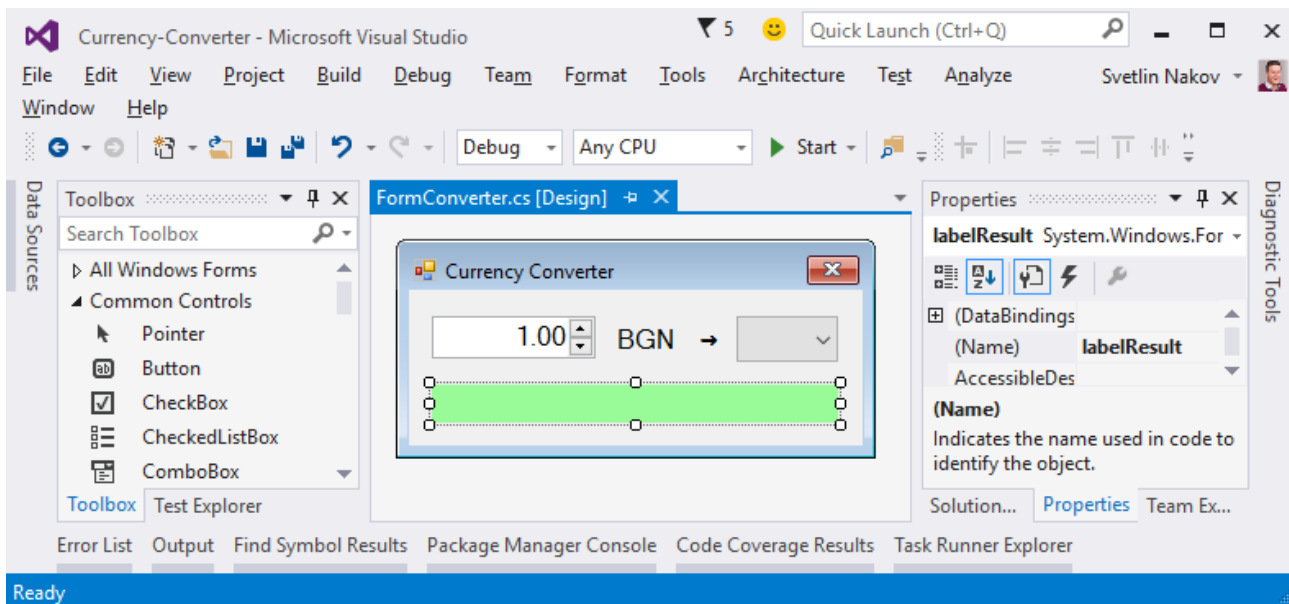 Currency-Converter - Microsoft Visual Studio 5 Quick Launch (Ctrl+Q)
File Edit View Project Build Debug Team Format Tools Architecture Test Analyze Svetlin Nakov
Window Help
Debug Any CPU Start
Data Sources
Toolbox
Search Toolbox
All Windows Forms
Common Controls
Pointer
Button
CheckBox
CheckedListBox
ComboBox
Toolbox Test Explorer
FormConverter.cs [Design]
Currency Converter
1.00 BGN →
Properties
labelResult System.Windows.For
(DataBindings
(Name) labelResult
AccessibleDes
(Name)
Indicates the name used in code to
identify the object.
Solution... Properties Team Ex...
Diagnostic Tools
Error List Output Find Symbol Results Package Manager Console Code Coverage Results Task Runner Explorer
Ready